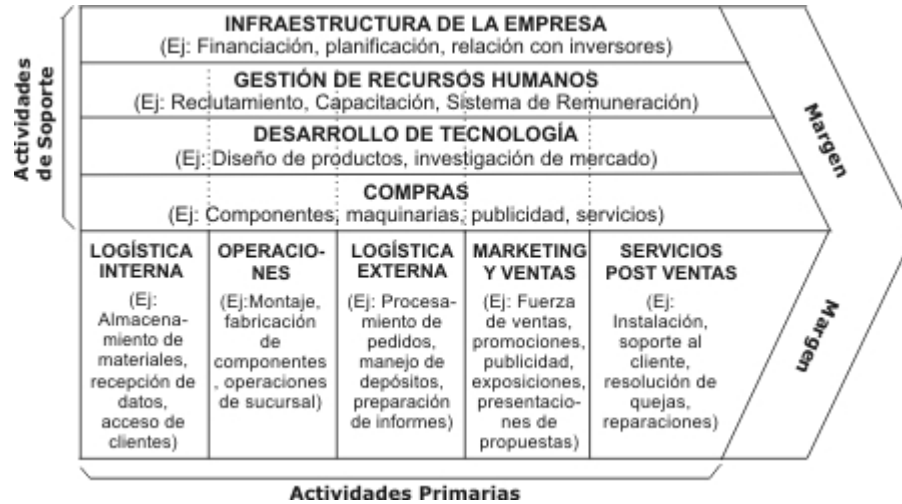 INFRAESTRUCTURA DE LA EMPRESA
(Ej: Financiación, planificación, relación con inversores)
GESTIÓN DE RECURSOS HUMANOS
(Ej: Reclutamiento, Capacitación, Sistema de Remuneración)
DESARROLLO DE TECNOLOGÍA
(Ej: Diseño de productos, investigación de mercado)
COMPRAS
(Ej: Componentes, maquinarias, publicidad, servicios)
Actividades
de Soporte
Margen
LOGÍSTICA
INTERNA
(Ej:
Almacena-
miento de
materiales,
recepción de
datos,
acceso de
clientes)
OPERACIO-
NES
(Ej:Montaje,
fabricación
de
componentes
, operaciones
de sucursal)
LOGÍSTICA
EXTERNA
(Ej: Procesa-
miento de
pedidos,
manejo de
depósitos,
preparación
de informes)
MARKETING
Y VENTAS
(Ej: Fuerza
de ventas,
promociones,
publicidad,
exposiciones,
presentacio-
nes de
propuestas)
SERVICIOS
POST VENTAS
(Ej:
Instalación,
soporte al
cliente,
resolución de
quejas,
reparaciones)
Margen
Actividades Primarias